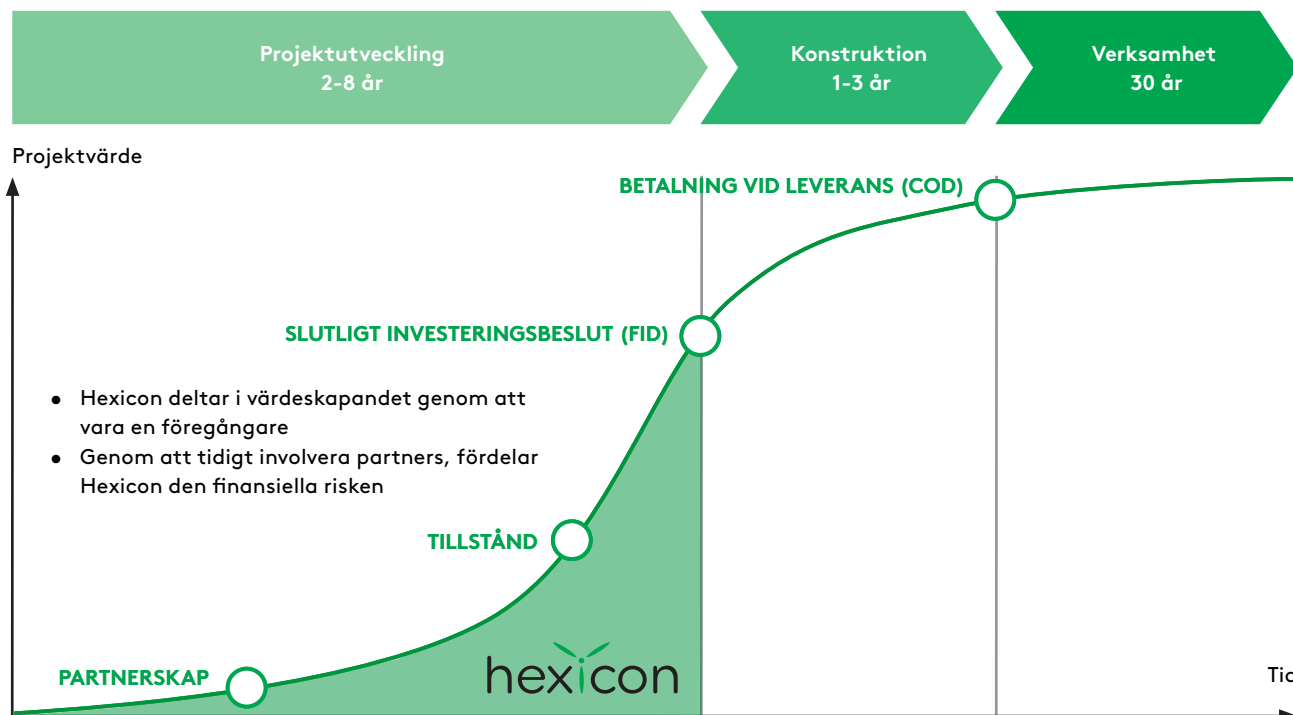 Projektutveckling
2-8 år
Konstruktion
1-3 år
Verksamhet
30 år
Projektvärde
BETALNING VID LEVERANS (COD)
SLUTLIGT INVESTERINGSBESLUT (FID)
● Hexicon deltar i värdeskapandet genom att
vara en föregångare
● Genom att tidigt involvera partners, fördelar
Hexicon den finansiella risken
TILLSTÅND
hexicon
PARTNERSKAP